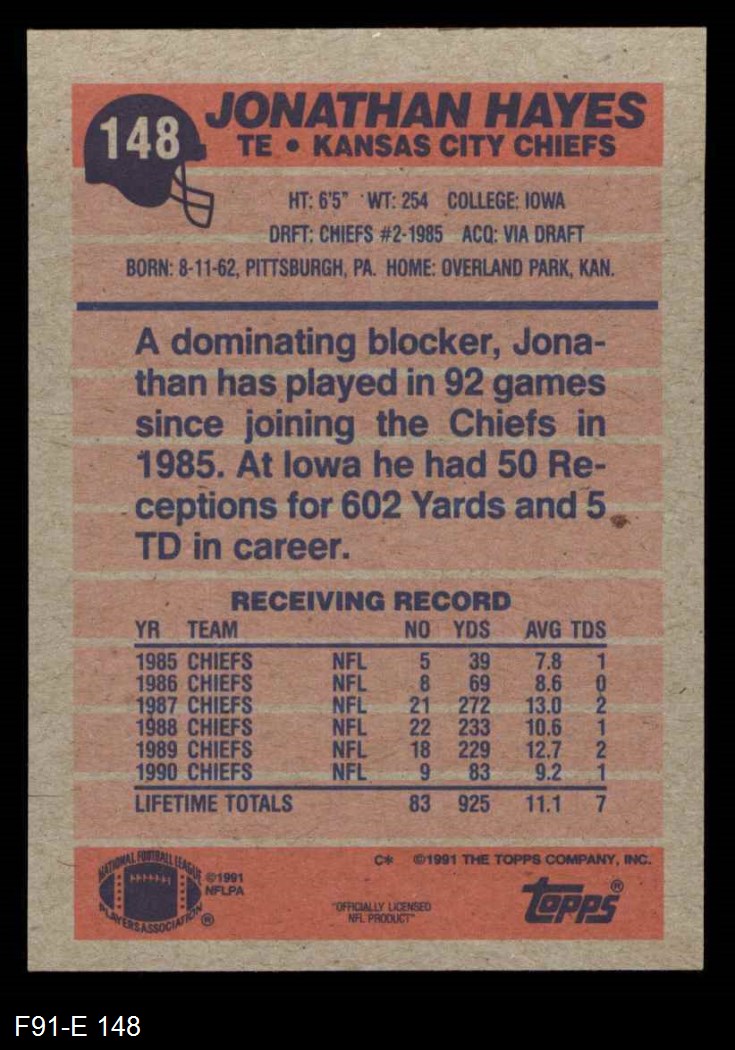 148
JONATHAN HAYES
TE • KANSAS CITY CHIEFS
HT: 6'5" WT: 254 COLLEGE: IOWA
DRFT: CHIEFS #2-1985 ACQ: VIA DRAFT
BORN: 8-11-62, PITTSBURGH, PA. HOME: OVERLAND PARK, KAN.
A dominating blocker, Jona-
than has played in 92 games
since joining the Chiefs in
1985. At Iowa he had 50 Re-
ceptions for 602 Yards and 5
TD in career.
RECEIVING RECORD
YR TEAM NO YDS AVG TDS
1985 CHIEFS NFL 5 39 7.8 1
1986 CHIEFS NFL 8 69 8.6 0
1987 CHIEFS NFL 21 272 13.0 2
1988 CHIEFS NFL 22 233 10.6 1
1989 CHIEFS NFL 18 229 12.7 2
1990 CHIEFS NFL 9 83 9.2 1
LIFETIME TOTALS 83 925 11.1 7
NATIONAL FOOTBALL LEAGUE
PLAYERS ASSOCIATION ®
©1991
NFLPA
C* ©1991 THE TOPPS COMPANY, INC.
"OFFICIALLY LICENSED
NFL PRODUCT"
topps®
F91-E 148